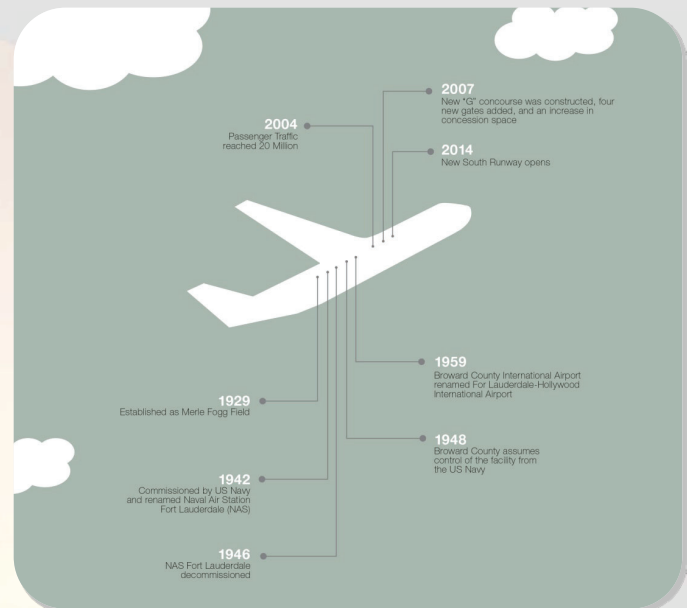 2007
New "G" concourse was constructed, four
new gates added, and an increase in
concession space
2004
Passenger Traffic
reached 20 Million
2014
New South Runway opens
1959
Broward County International Airport
renamed For Lauderdale-Hollywood
International Airport
1929
Established as Merle Fogg Field
1948
Broward County assumes
control of the facility from
the US Navy
1942
Commissioned by US Navy
and renamed Naval Air Station
Fort Lauderdale (NAS)
1946
NAS Fort Lauderdale
decommissioned